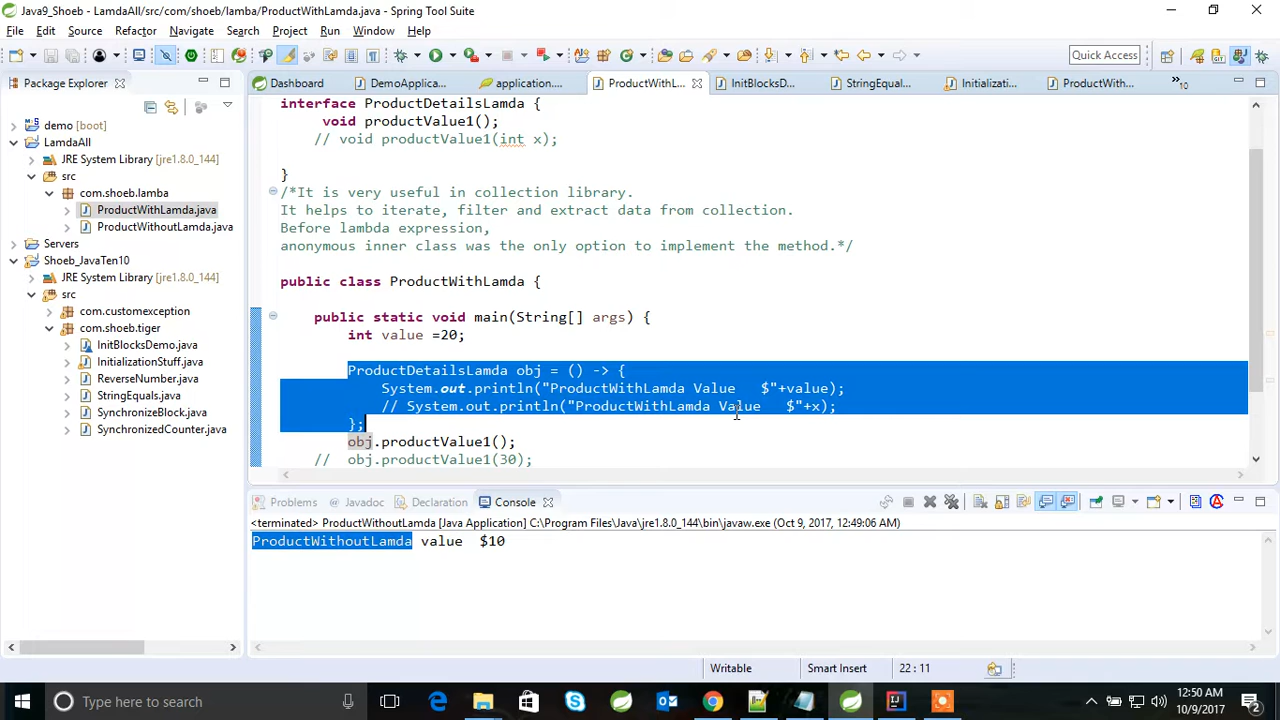 Java9_Shoeb - LamdaAll/src/com/shoeb/lamba/ProductWithLamda.java - Spring Tool Suite
File Edit Source Refactor Navigate Search Project Run Window Help
Quick Access
Package Explorer
Dashboard DemoApplica... application.... ProductWithL... InitBlocksD... StringEqual... Initializati... ProductWith... »10
demo [boot]
LamdaAll
JRE System Library [jre1.8.0_144]
src
com.shoeb.lamba
ProductWithLamda.java
ProductWithoutLamda.java
Servers
Shoeb_JavaTen10
JRE System Library [jre1.8.0_144]
src
com.customexception
com.shoeb.tiger
InitBlocksDemo.java
InitializationStuff.java
ReverseNumber.java
StringEquals.java
SynchronizeBlock.java
SynchronizedCounter.java
interface ProductDetailsLamda {
void productValue1();
// void productValue1(int x);
}
/*It is very useful in collection library.
It helps to iterate, filter and extract data from collection.
Before lambda expression,
anonymous inner class was the only option to implement the method.*/
public class ProductWithLamda {
public static void main(String[] args) {
int value =20;
ProductDetailsLamda obj = () -> {
System.out.println("ProductWithLamda Value   $"+value);
// System.out.println("ProductWithLamda Value   $"+x);
};
obj.productValue1();
//  obj.productValue1(30);
Problems Javadoc Declaration Console
<terminated> ProductWithoutLamda [Java Application] C:\Program Files\Java\jre1.8.0_144\bin\javaw.exe (Oct 9, 2017, 12:49:06 AM)
ProductWithoutLamda value  $10
Writable Smart Insert 22 : 11
Type here to search
12:50 AM
10/9/2017
2